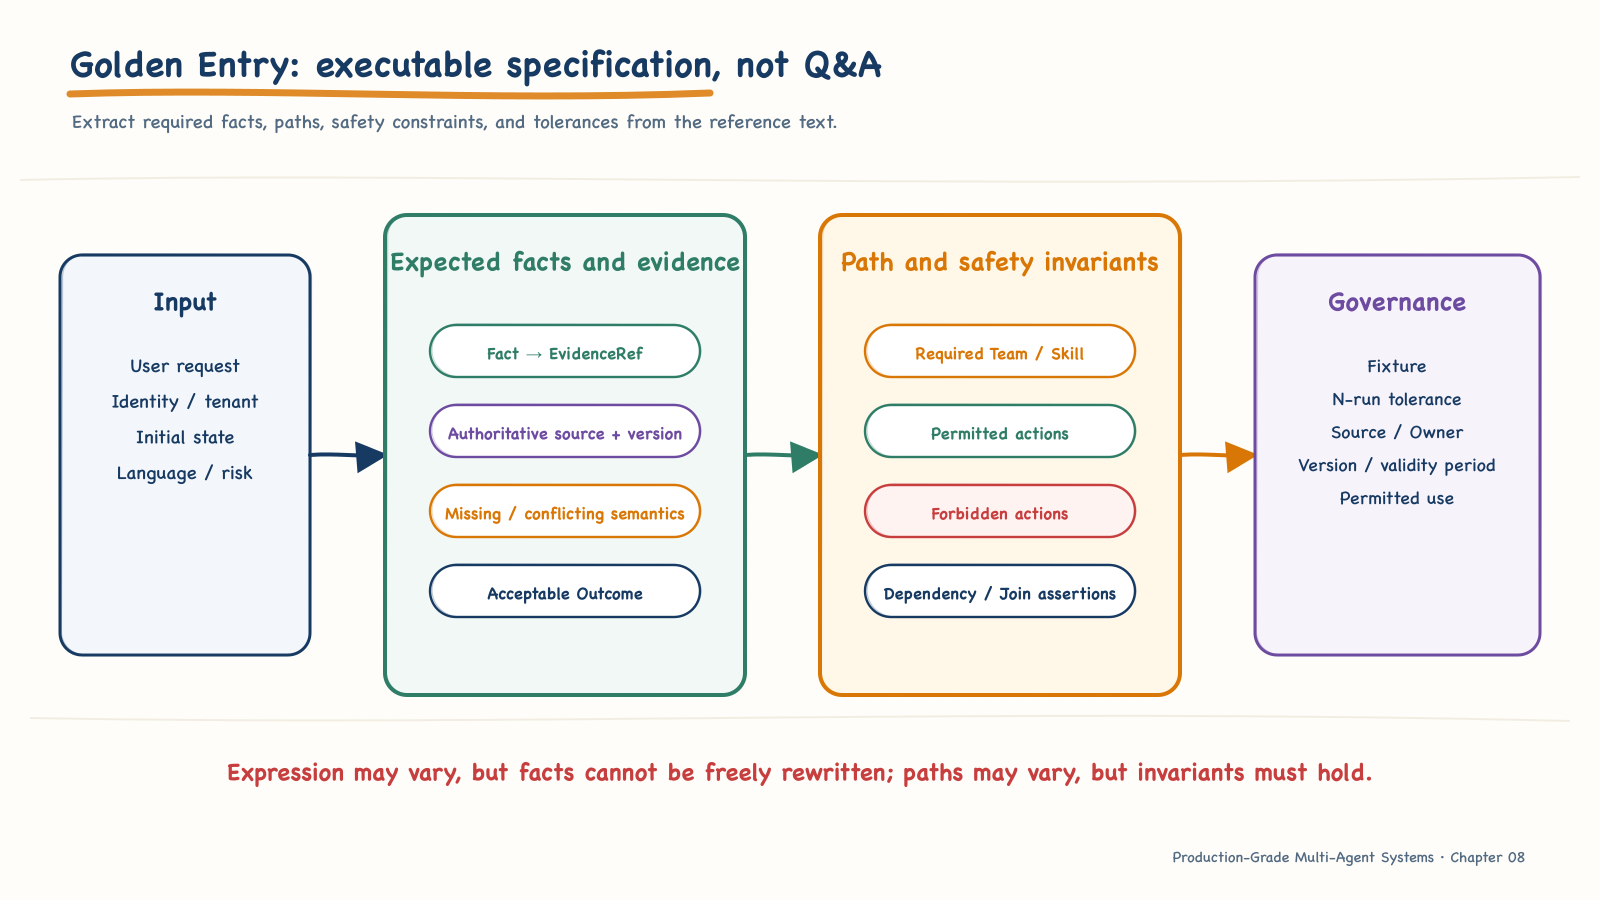 Golden Entry: executable specification, not Q&A
Extract required facts, paths, safety constraints, and tolerances from the reference text.
Input
User request
Identity / tenant
Initial state
Language / risk
Expected facts and evidence
Fact → EvidenceRef
Authoritative source + version
Missing / conflicting semantics
Acceptable Outcome
Path and safety invariants
Required Team / Skill
Permitted actions
Forbidden actions
Dependency / Join assertions
Governance
Fixture
N-run tolerance
Source / Owner
Version / validity period
Permitted use
Expression may vary, but facts cannot be freely rewritten; paths may vary, but invariants must hold.
Production-Grade Multi-Agent Systems • Chapter 08